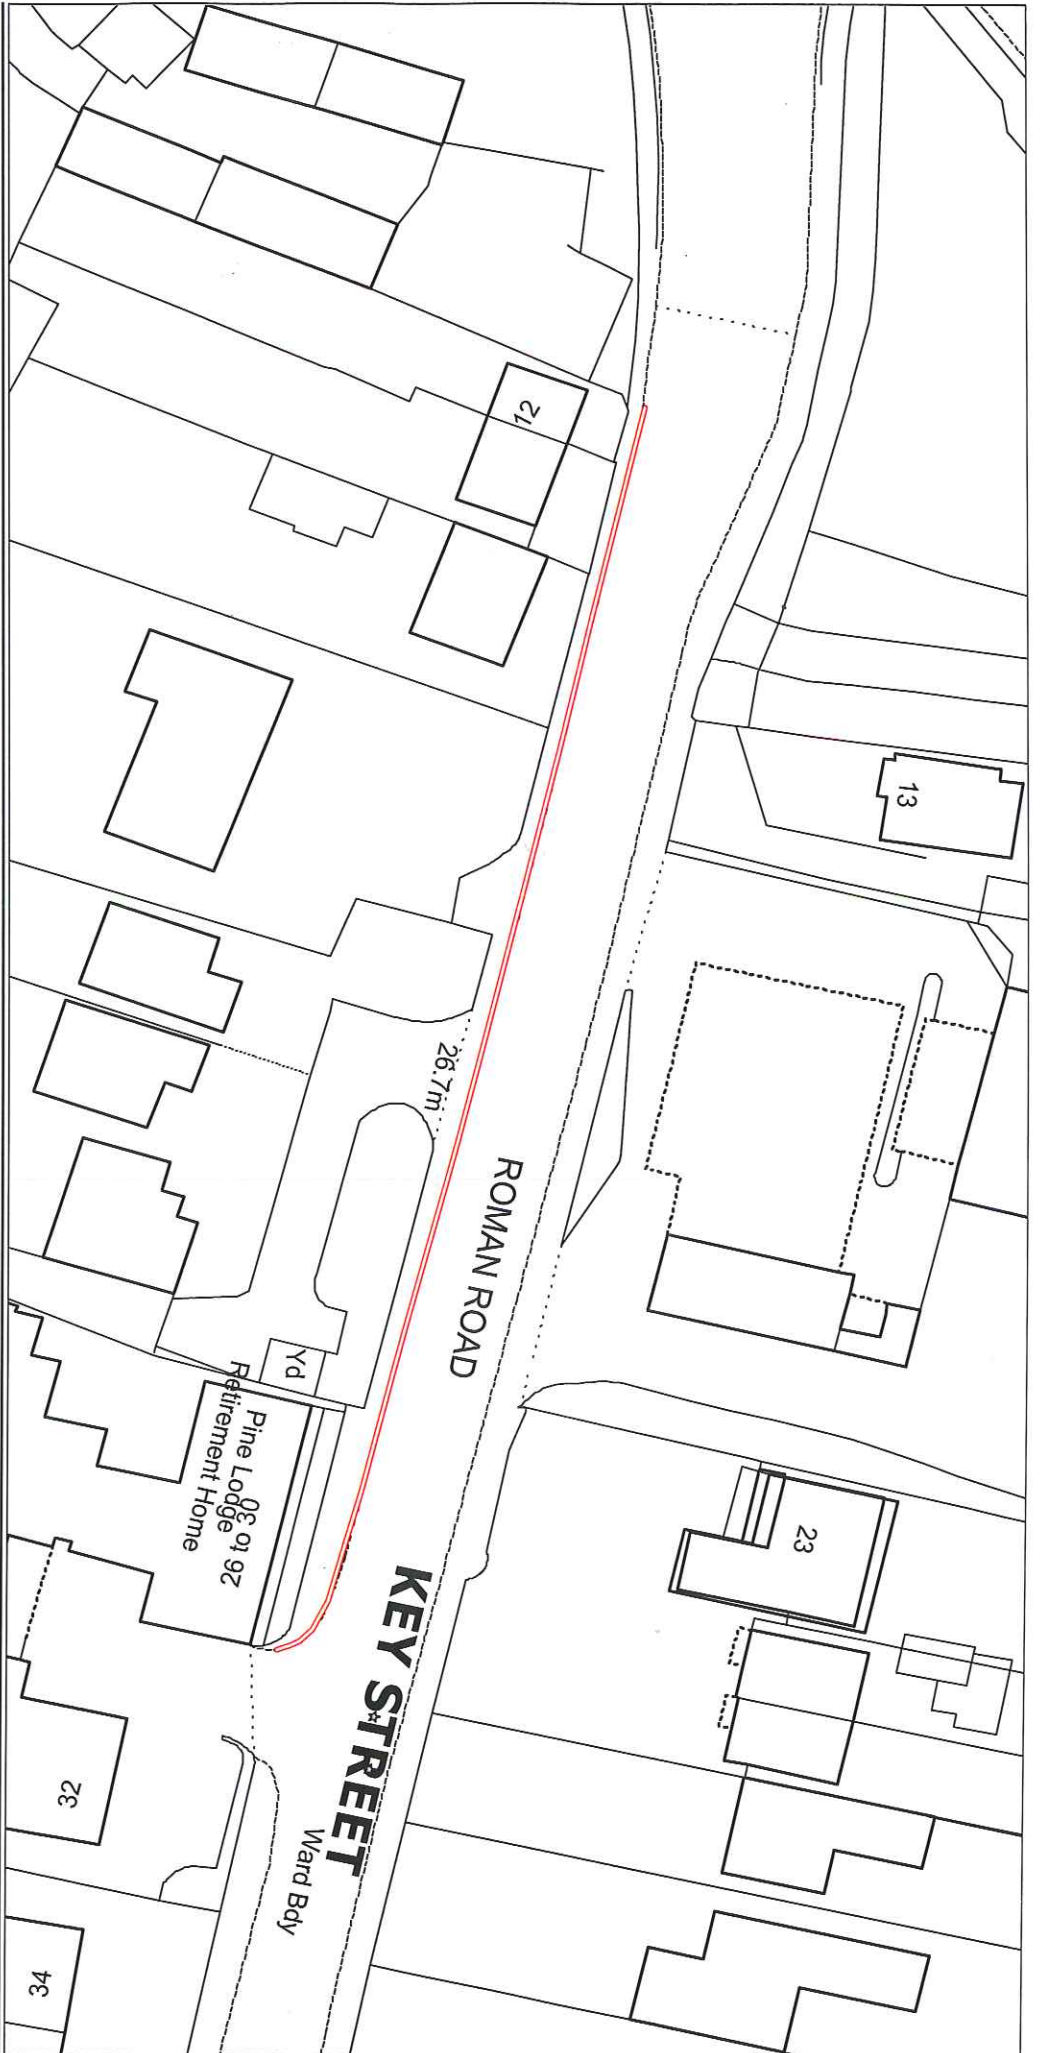 12
13
26.7m
ROMAN ROAD
Yd
Pine Lodge
Retirement Home
26 to 30
23
KEY STREET
Ward Bdy
32
34